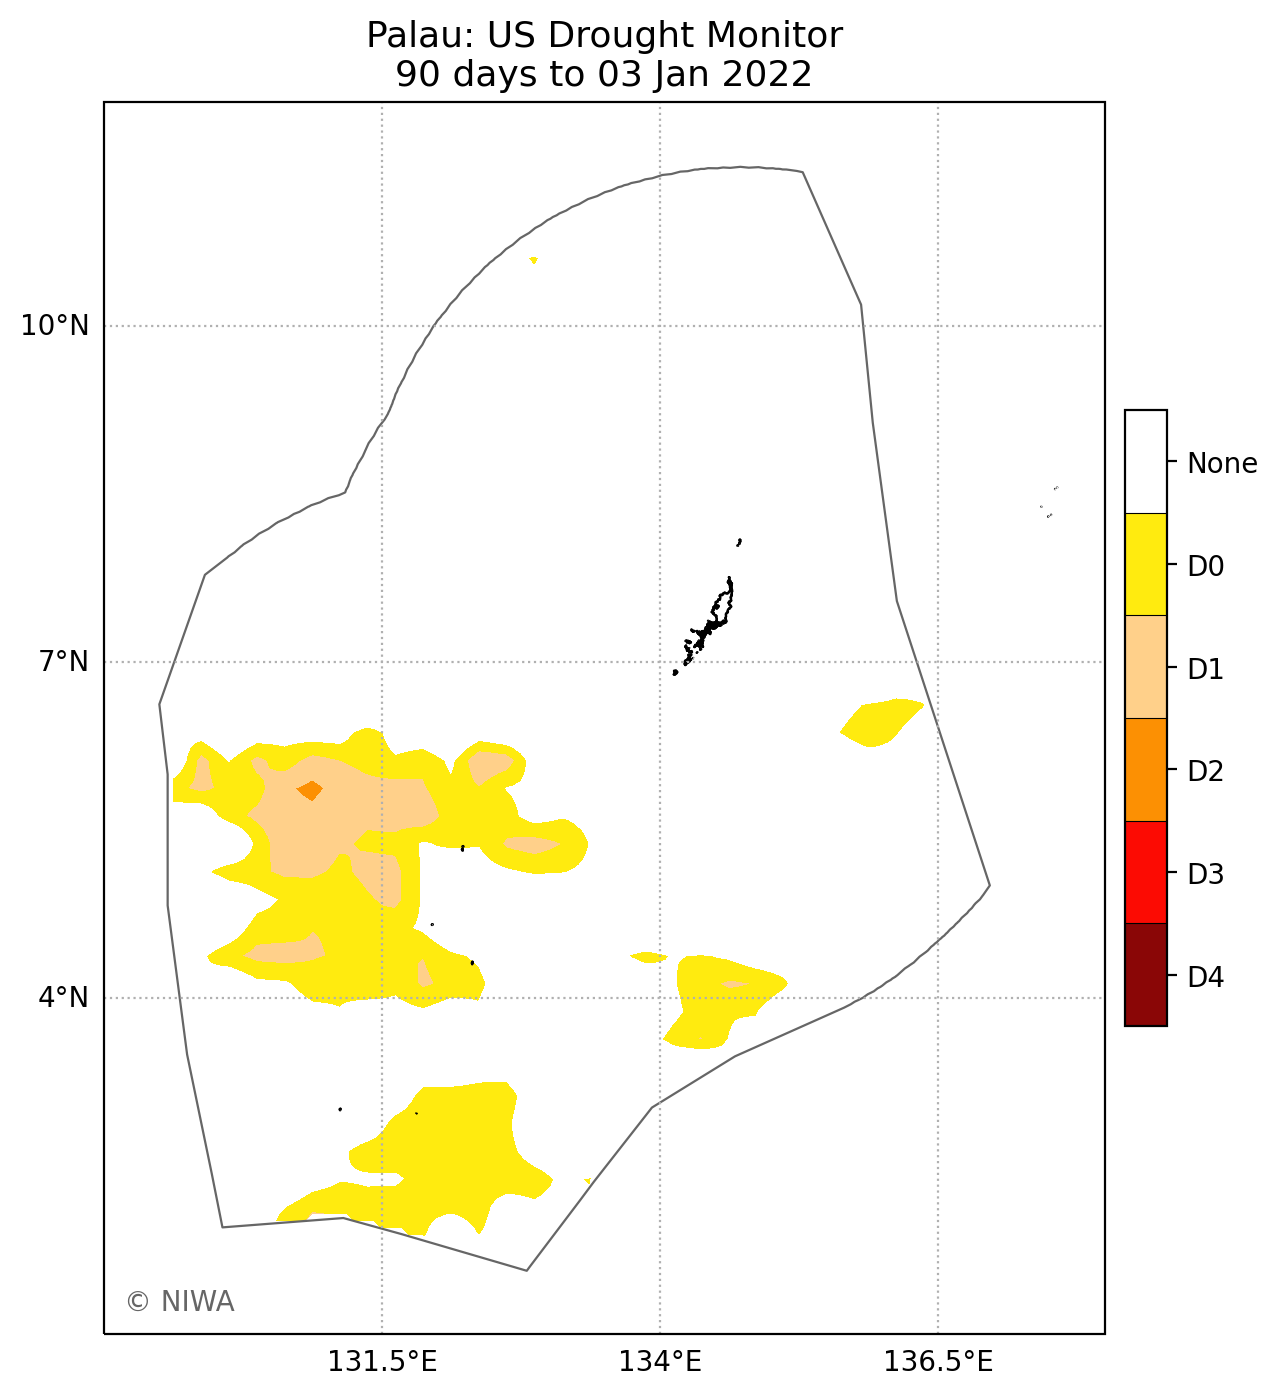 Palau: US Drought Monitor
90 days to 03 Jan 2022
10°N
7°N
4°N
131.5°E
134°E
136.5°E
None
D0
D1
D2
D3
D4
© NIWA